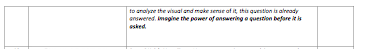 to analyze the visual and make sense of it, this question is already
answered. Imagine the power of answering a question before it is
asked.